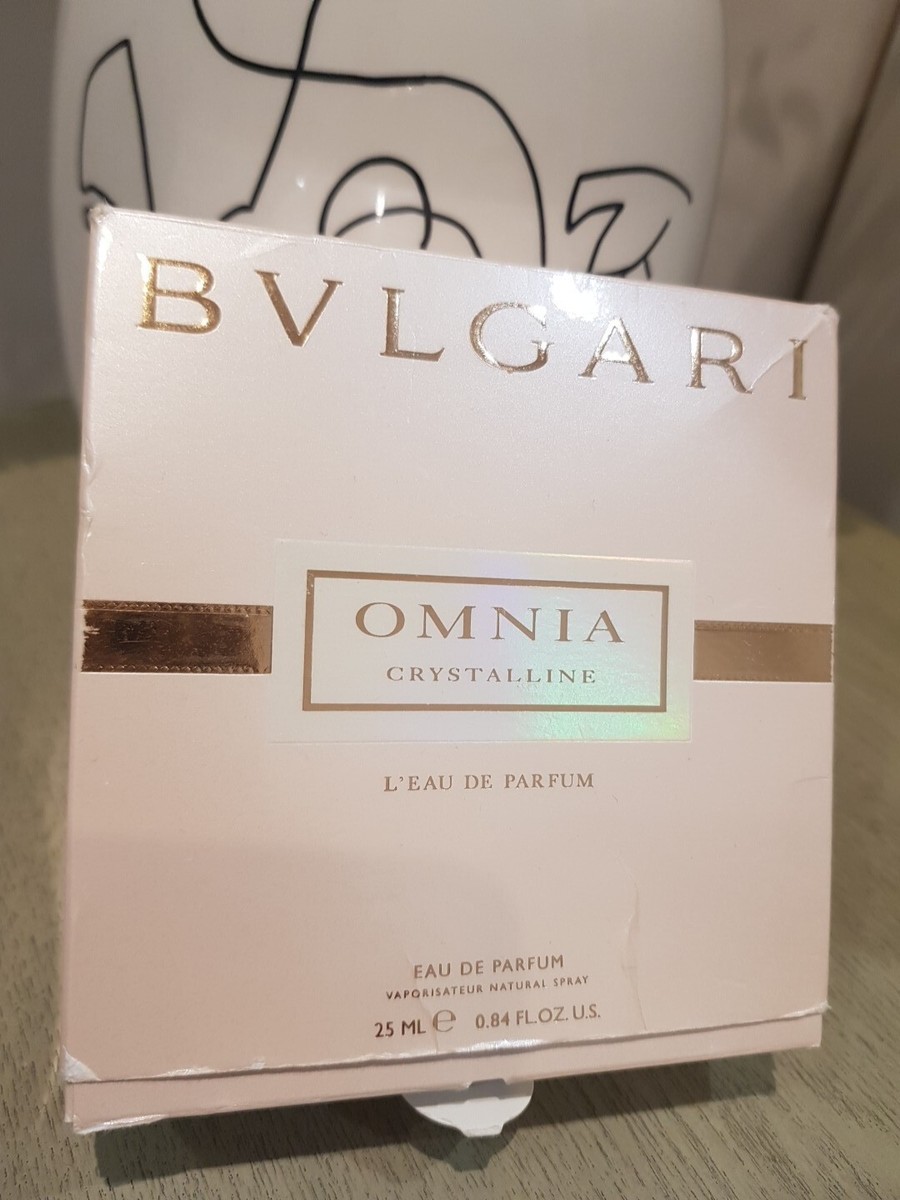 BVLGARI
OMNIA
CRYSTALLINE
L'EAU DE PARFUM
EAU DE PARFUM
VAPORISATEUR NATURAL SPRAY
25 ML ℮ 0.84 FL.OZ. U.S.